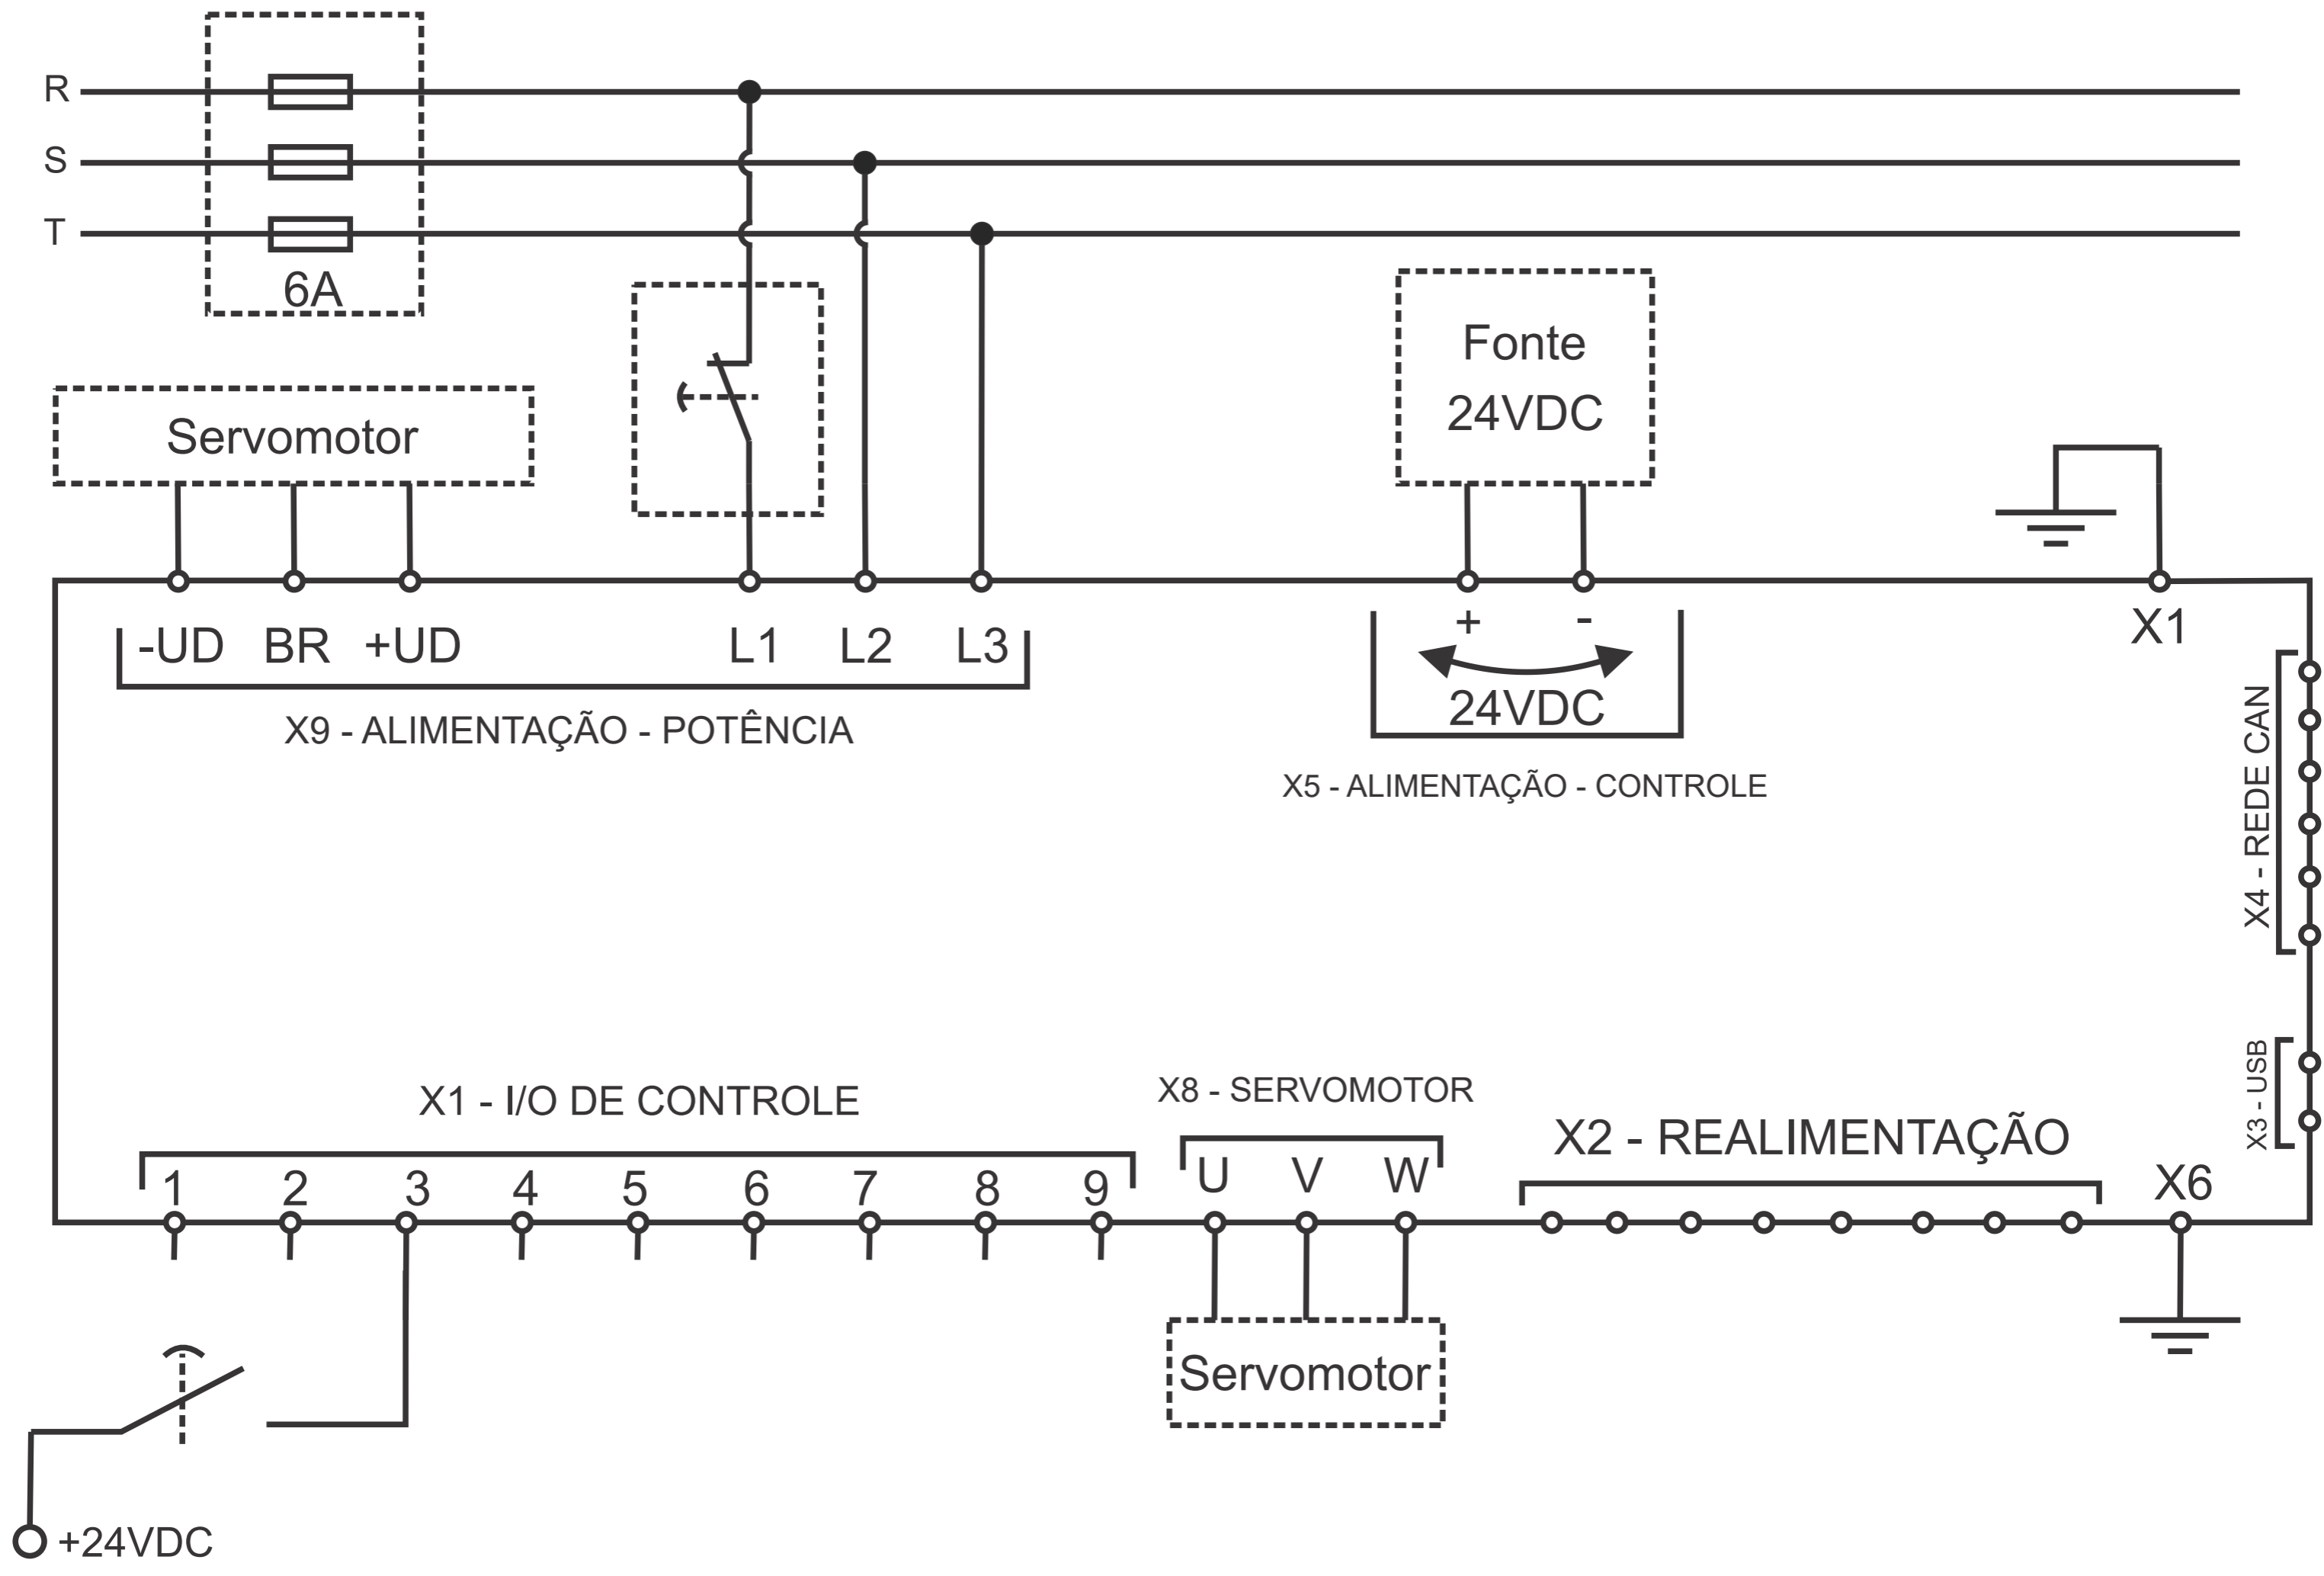 R
S
T
6A
Servomotor
Fonte
24VDC
-UD BR +UD L1 L2 L3
+ -
24VDC
X1
X9 - ALIMENTAÇÃO - POTÊNCIA
X5 - ALIMENTAÇÃO - CONTROLE
X4 - REDE CAN
X3 - USB
X1 - I/O DE CONTROLE
1 2 3 4 5 6 7 8 9
X8 - SERVOMOTOR
U V W
X2 - REALIMENTAÇÃO
X6
Servomotor
+24VDC